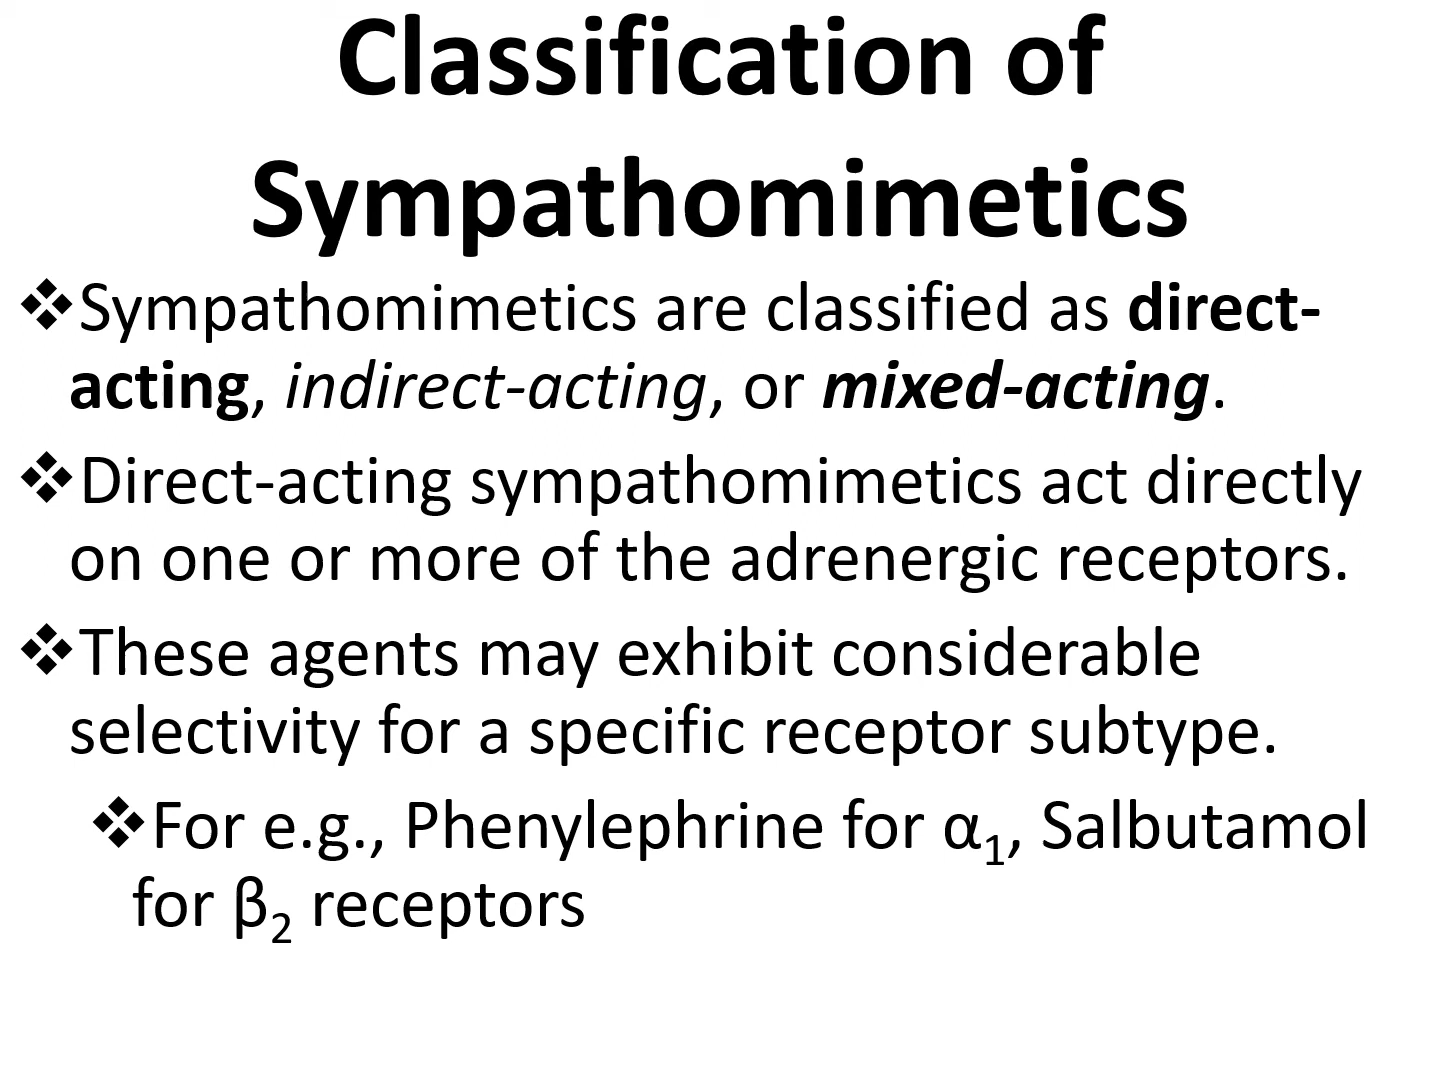 Classification of
Sympathomimetics
❖Sympathomimetics are classified as direct-
acting, indirect-acting, or mixed-acting.
❖Direct-acting sympathomimetics act directly
on one or more of the adrenergic receptors.
❖These agents may exhibit considerable
selectivity for a specific receptor subtype.
❖For e.g., Phenylephrine for α₁, Salbutamol
for β₂ receptors